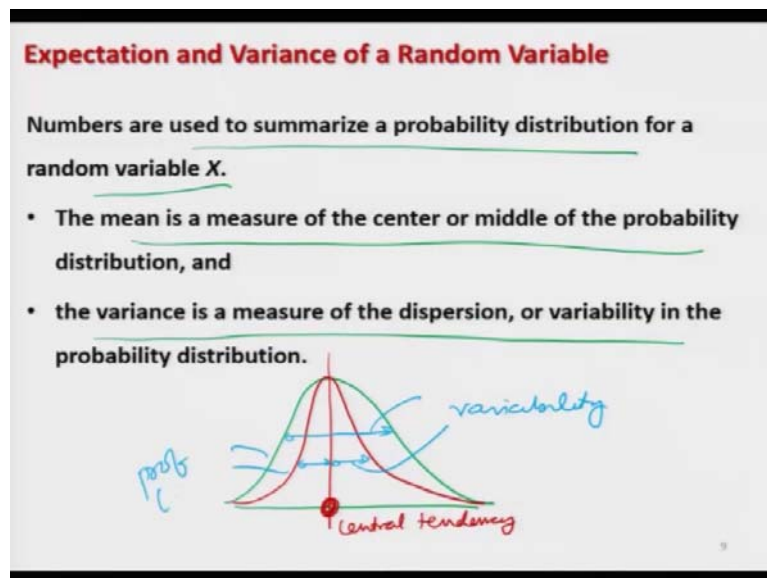 Expectation and Variance of a Random Variable
Numbers are used to summarize a probability distribution for a
random variable X.
• The mean is a measure of the center or middle of the probability
distribution, and
• the variance is a measure of the dispersion, or variability in the
probability distribution.
variability
prob
central tendency
9